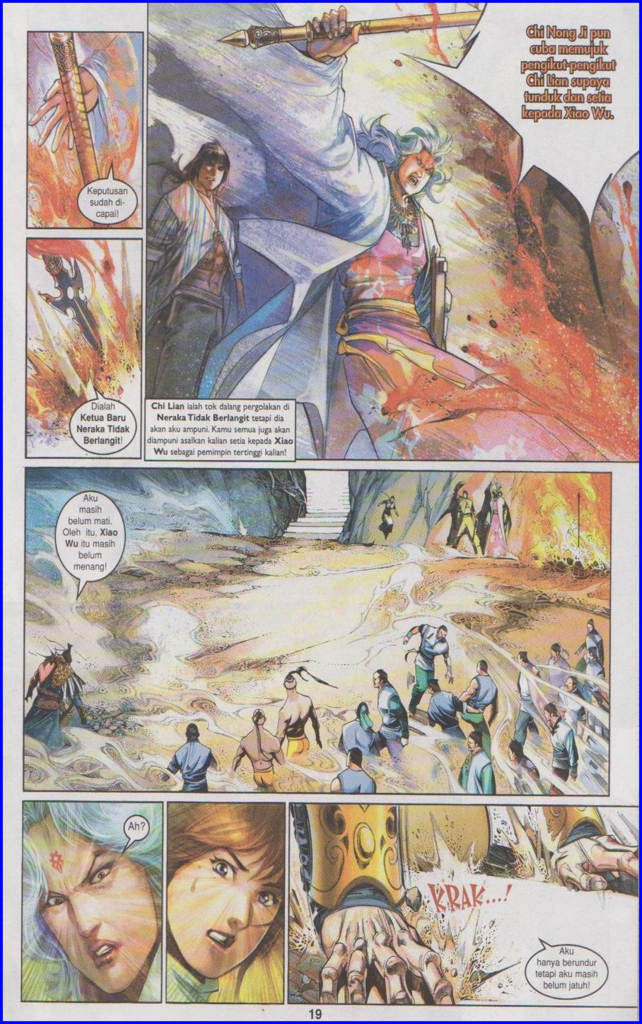 Chi Nong Ji pun
cuba memujuk
pengikut-pengikut
Chi Lian supaya
tunduk dan setia
kepada Xiao Wu.
Keputusan
sudah di-
capai!
Dialah
Ketua Baru
Neraka Tidak
Berlangit!
Chi Lian ialah tok dalang pergolakan di
Neraka Tidak Berlangit tetapi dia
akan aku ampuni. Kamu semua juga akan
diampuni asalkan kalian setia kepada Xiao
Wu sebagai pemimpin tertinggi kalian!
Aku
masih
belum mati.
Oleh itu, Xiao
Wu itu masih
belum
menang!
Ah?
KRAK...!
Aku
hanya berundur
tetapi aku masih
belum jatuh!
19